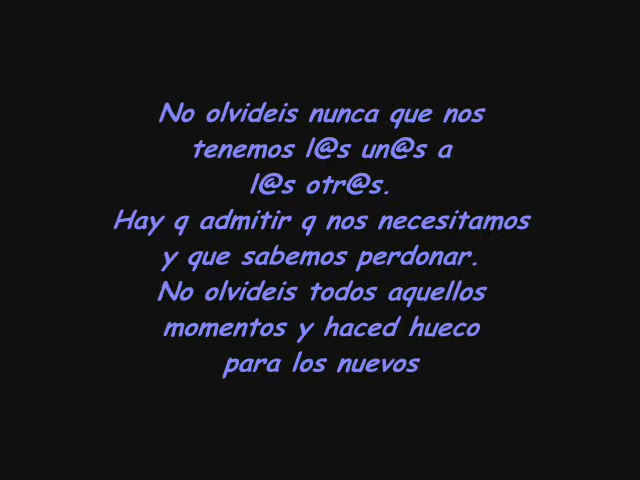 No olvideis nunca que nos
tenemos l@s un@s a
l@s otr@s.
Hay q admitir q nos necesitamos
y que sabemos perdonar.
No olvideis todos aquellos
momentos y haced hueco
para los nuevos